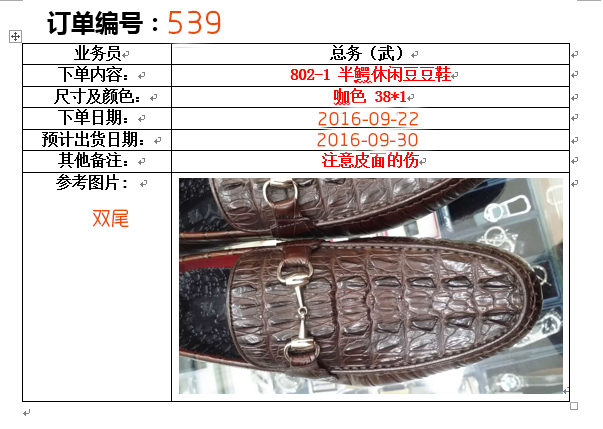 订单编号：539
业务员 总务（武）
下单内容： 802-1 半鳄休闲豆豆鞋
尺寸及颜色： 咖色 38*1
下单日期： 2016-09-22
预计出货日期： 2016-09-30
其他备注： 注意皮面的伤
参考图片：
双尾